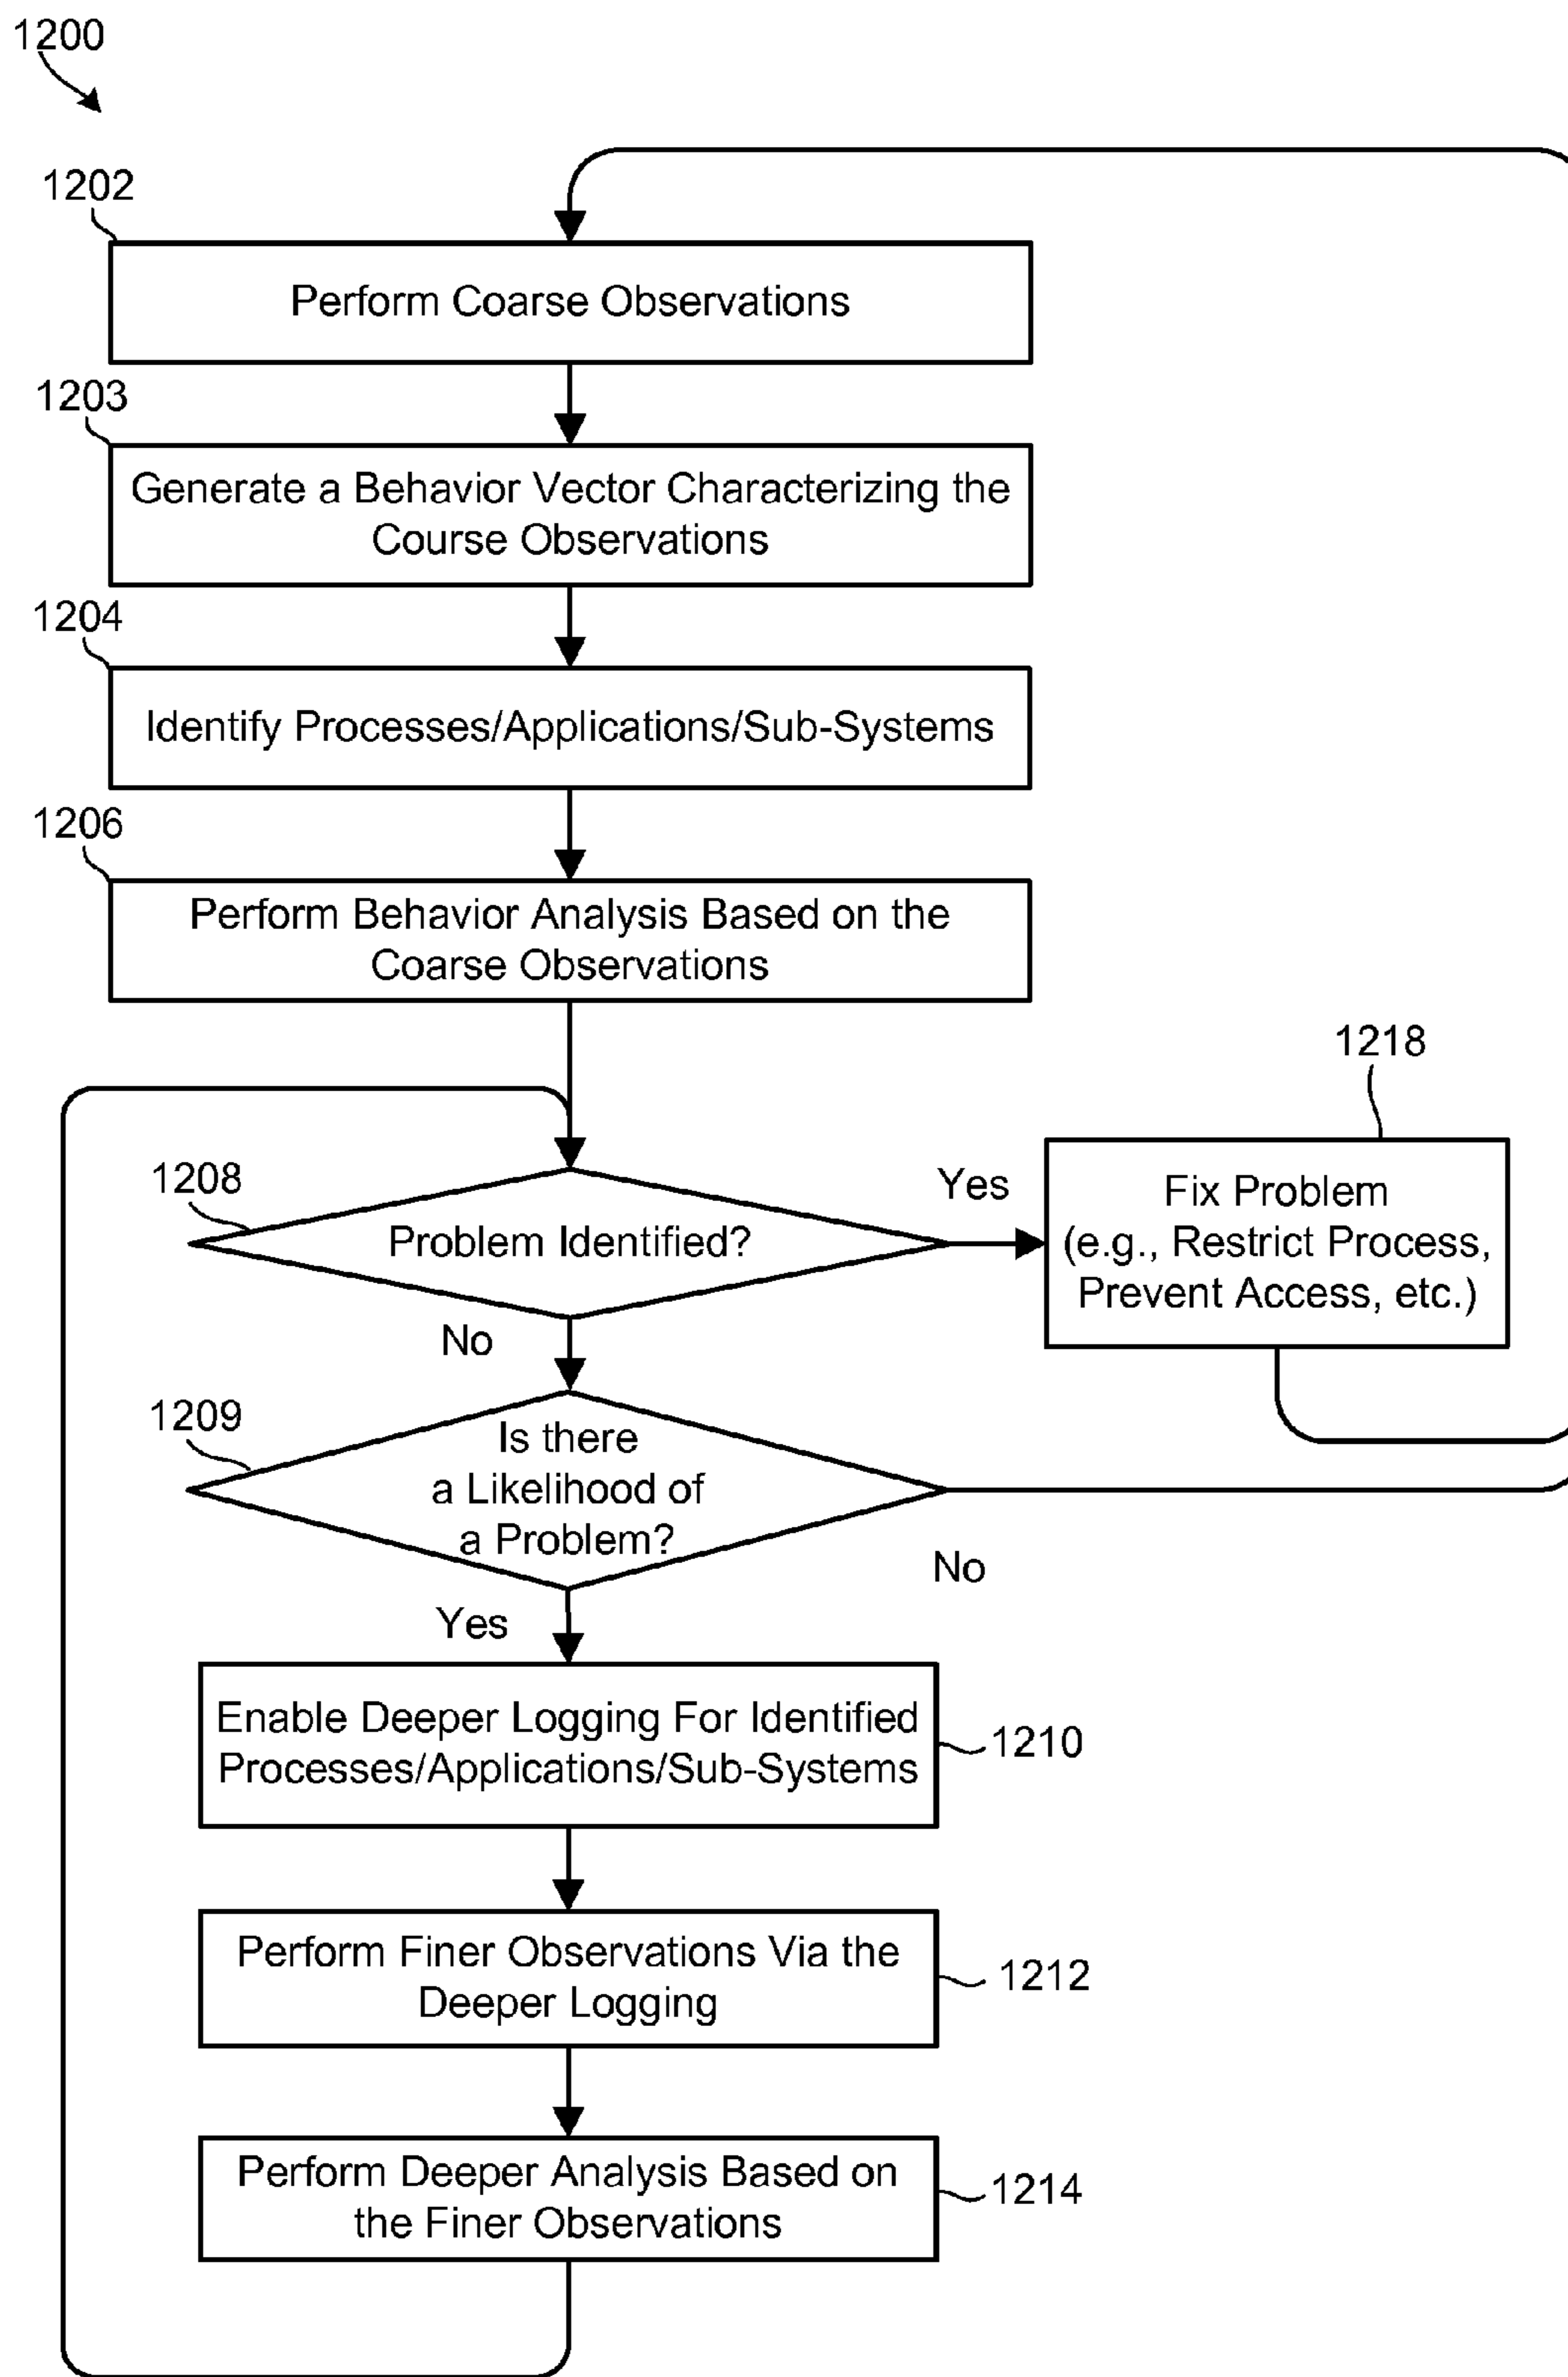 1200
1202
Perform Coarse Observations
1203
Generate a Behavior Vector Characterizing the
Course Observations
1204
Identify Processes/Applications/Sub-Systems
1206
Perform Behavior Analysis Based on the
Coarse Observations
1218
1208
Problem Identified?
Yes
Fix Problem
(e.g., Restrict Process,
Prevent Access, etc.)
No
1209
Is there
a Likelihood of
a Problem?
No
Yes
Enable Deeper Logging For Identified
Processes/Applications/Sub-Systems
1210
Perform Finer Observations Via the
Deeper Logging
1212
Perform Deeper Analysis Based on
the Finer Observations
1214